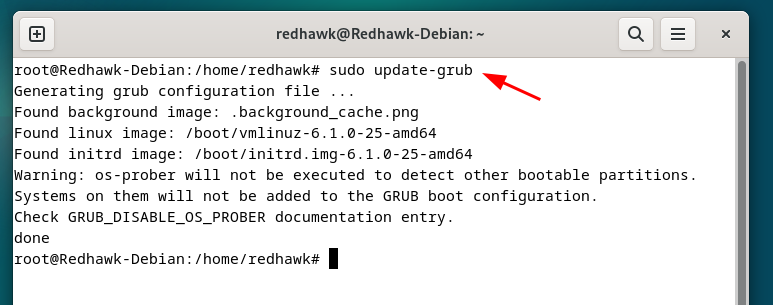 redhawk@Redhawk-Debian: ~
root@Redhawk-Debian:/home/redhawk# sudo update-grub
Generating grub configuration file ...
Found background image: .background_cache.png
Found linux image: /boot/vmlinuz-6.1.0-25-amd64
Found initrd image: /boot/initrd.img-6.1.0-25-amd64
Warning: os-prober will not be executed to detect other bootable partitions.
Systems on them will not be added to the GRUB boot configuration.
Check GRUB_DISABLE_OS_PROBER documentation entry.
done
root@Redhawk-Debian:/home/redhawk#